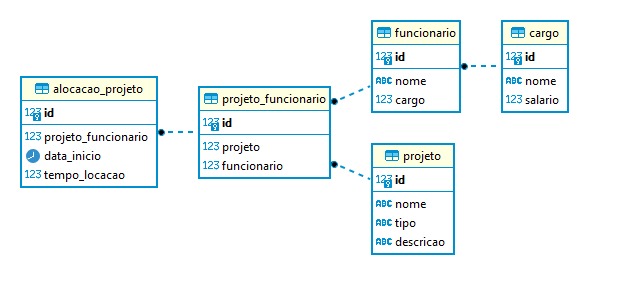 alocacao_projeto
123 id
123 projeto_funcionario
data_inicio
123 tempo_locacao
projeto_funcionario
123 id
123 projeto
123 funcionario
funcionario
123 id
ABC nome
123 cargo
cargo
123 id
ABC nome
123 salario
projeto
123 id
ABC nome
ABC tipo
ABC descricao